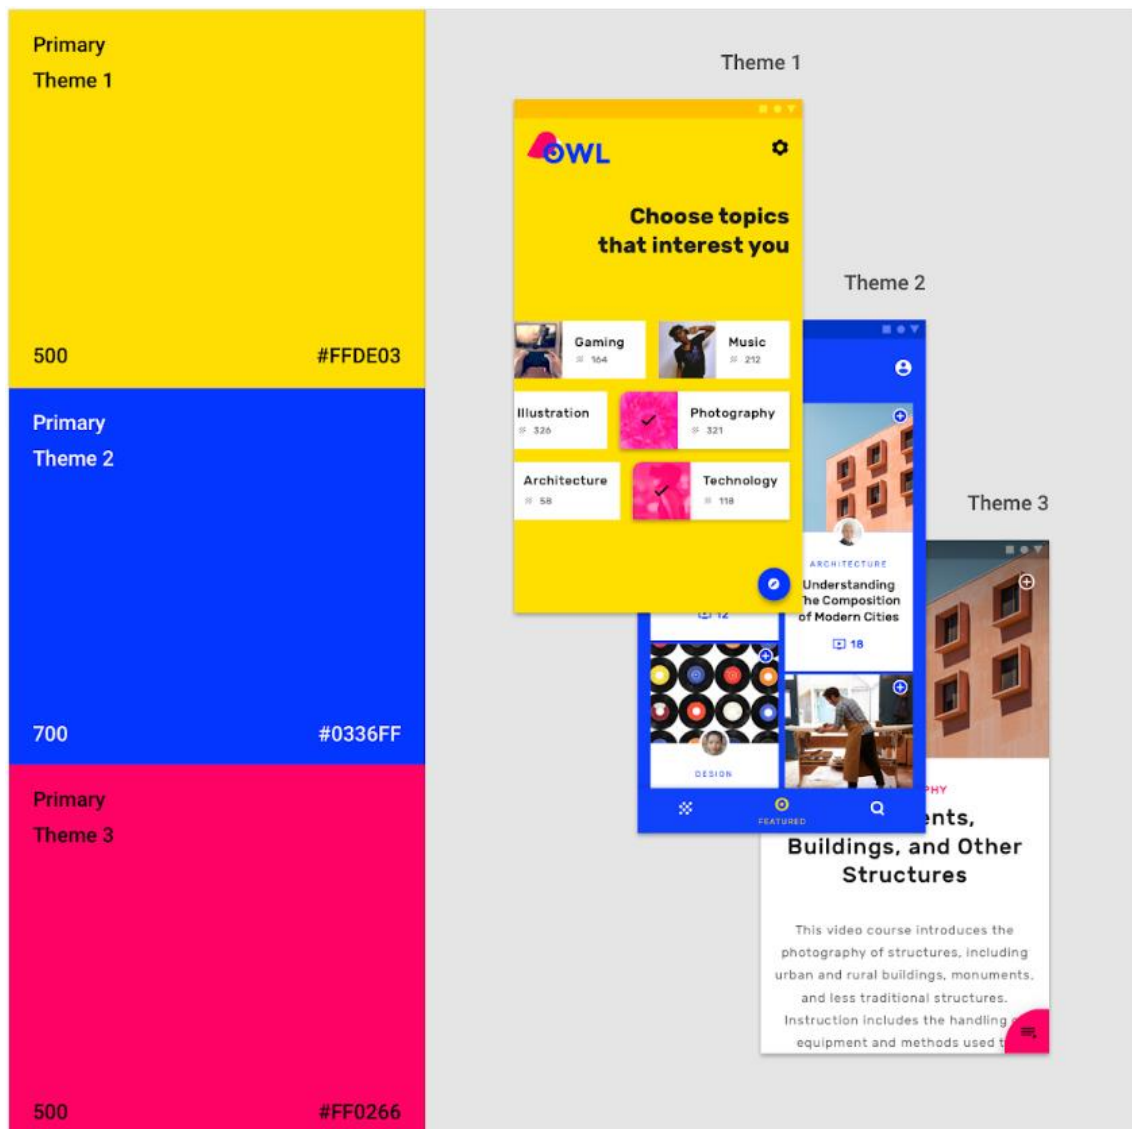 Primary
Theme 1
500 #FFDE03
Primary
Theme 2
700 #0336FF
Primary
Theme 3
500 #FF0266
Theme 1
OWL
Choose topics
that interest you
Gaming
164
Music
212
Illustration
326
Photography
321
Architecture
58
Technology
118
Theme 2
12
DESIGN
ARCHITECTURE
Understanding
The Composition
of Modern Cities
18
FEATURED
Theme 3
PHY
ents,
Buildings, and Other
Structures
This video course introduces the
photography of structures, including
urban and rural buildings, monuments,
and less traditional structures.
Instruction includes the handling
equipment and methods used